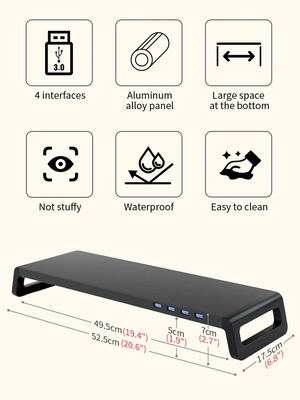 3.0
4 interfaces
Aluminum
alloy panel
Large space
at the bottom
Not stuffy
Waterproof
Easy to clean
49.5cm(19.4")
52.5cm(20.6")
5cm
(1.9")
7cm
(2.7")
17.5cm
(6.8")